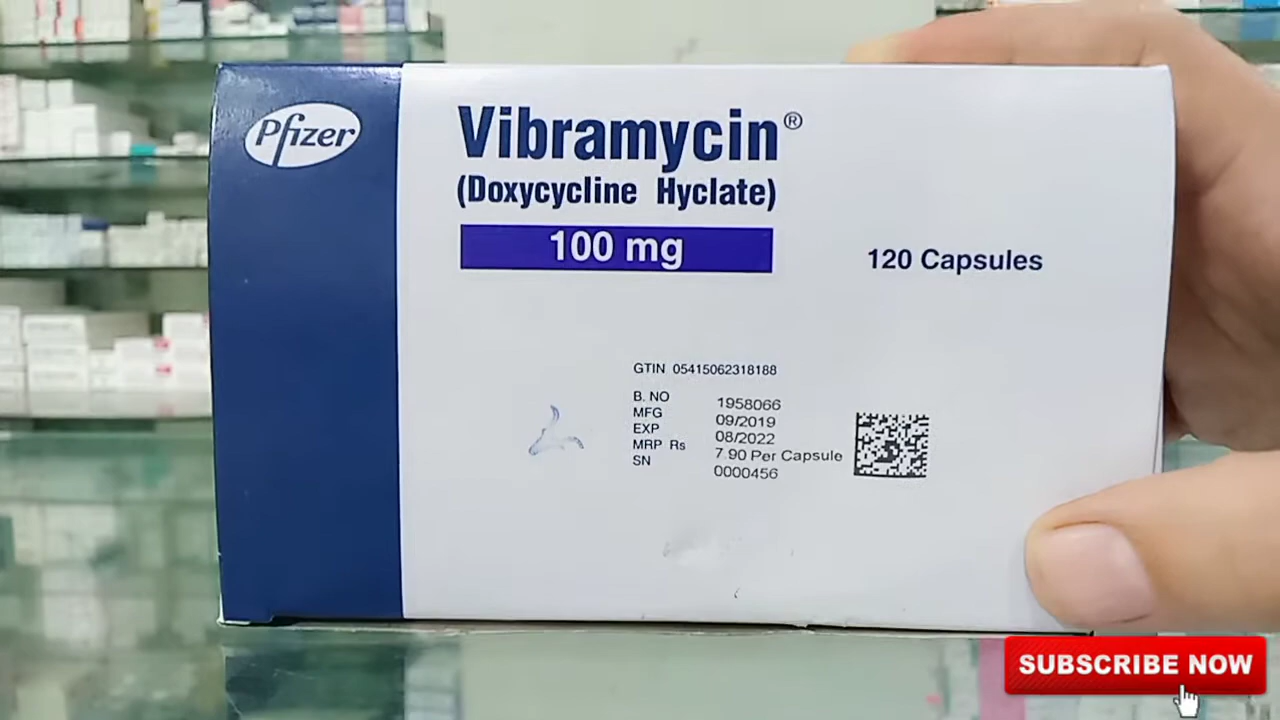 Pfizer
Vibramycin®
(Doxycycline Hyclate)
100 mg
120 Capsules
GTIN 05415062318188
B. NO 1958066
MFG 09/2019
EXP 08/2022
MRP Rs 7.90 Per Capsule
SN 0000456
SUBSCRIBE NOW